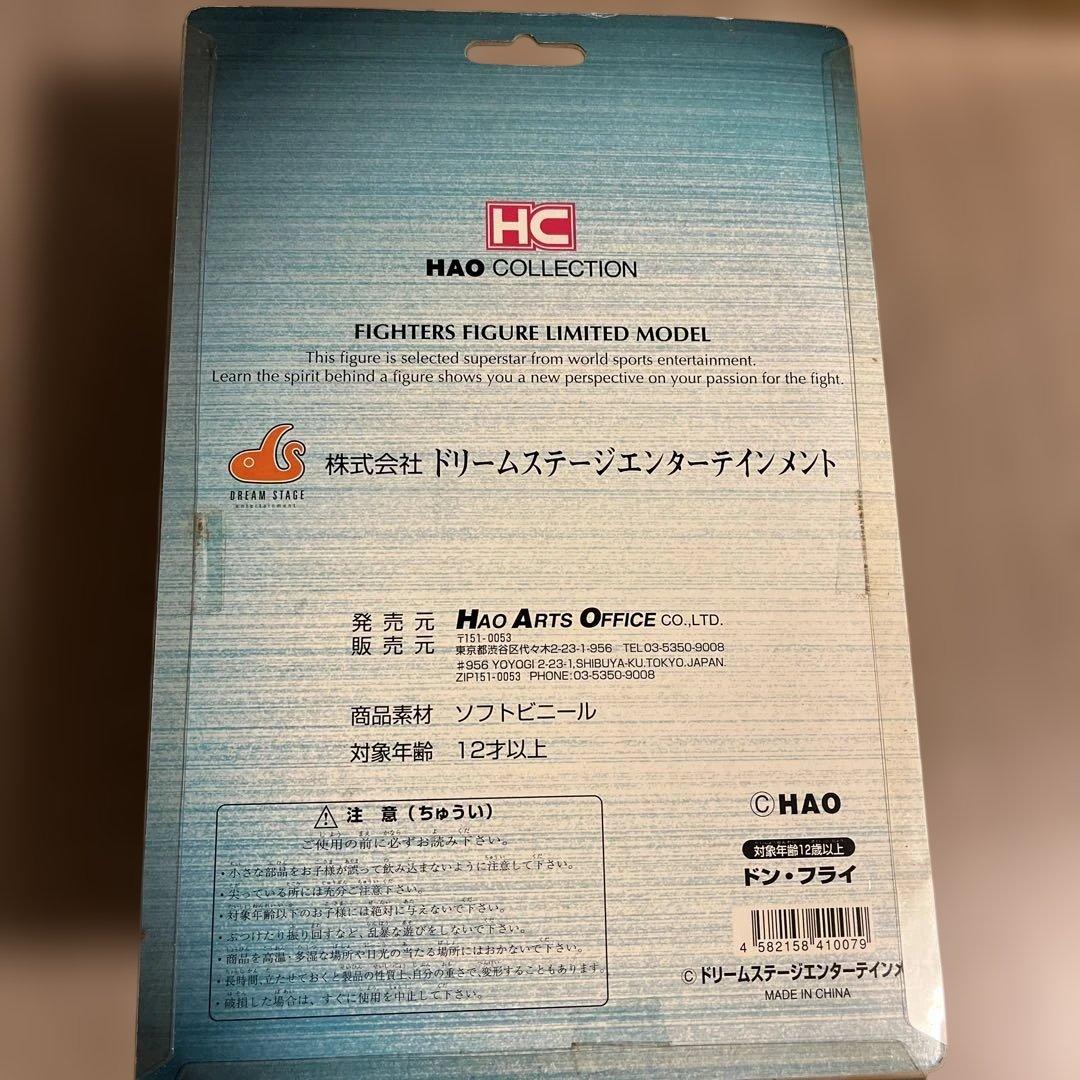 HC
HAO COLLECTION
FIGHTERS FIGURE LIMITED MODEL
This figure is selected superstar from world sports entertainment.
Learn the spirit behind a figure shows you a new perspective on your passion for the fight.
DREAM STAGE
entertainment
株式会社 ドリームステージエンターテインメント
発売元 HAO ARTS OFFICE CO.,LTD.
販売元 〒151-0053
東京都渋谷区代々木2-23-1-956 TEL03-5350-9008
#956 YOYOGI 2-23-1,SHIBUYA-KU.TOKYO.JAPAN.
ZIP151-0053 PHONE:03-5350-9008
商品素材 ソフトビニール
対象年齢 12才以上
注 意(ちゅうい)
ご使用の前に必ずお読み下さい。
・小さな部品をお子様が誤って飲み込まないように注意して下さい。
・尖っている所には充分ご注意下さい。
・対象年齢以下のお子様には絶対に与えないで下さい。
・ぶつけたり振り回すなど、乱暴な遊びをしないで下さい。
・商品を高温・多湿な場所や日光の当たる場所にはおかないで下さい。
・長時間、立たせておくと製品の性質上、自分の重さで、変形することもあります。
・破損した場合は、すぐに使用を中止して下さい。
©HAO
対象年齢12歳以上
ドン・フライ
4 582158 410079
©ドリームステージエンターテインメ
MADE IN CHINA